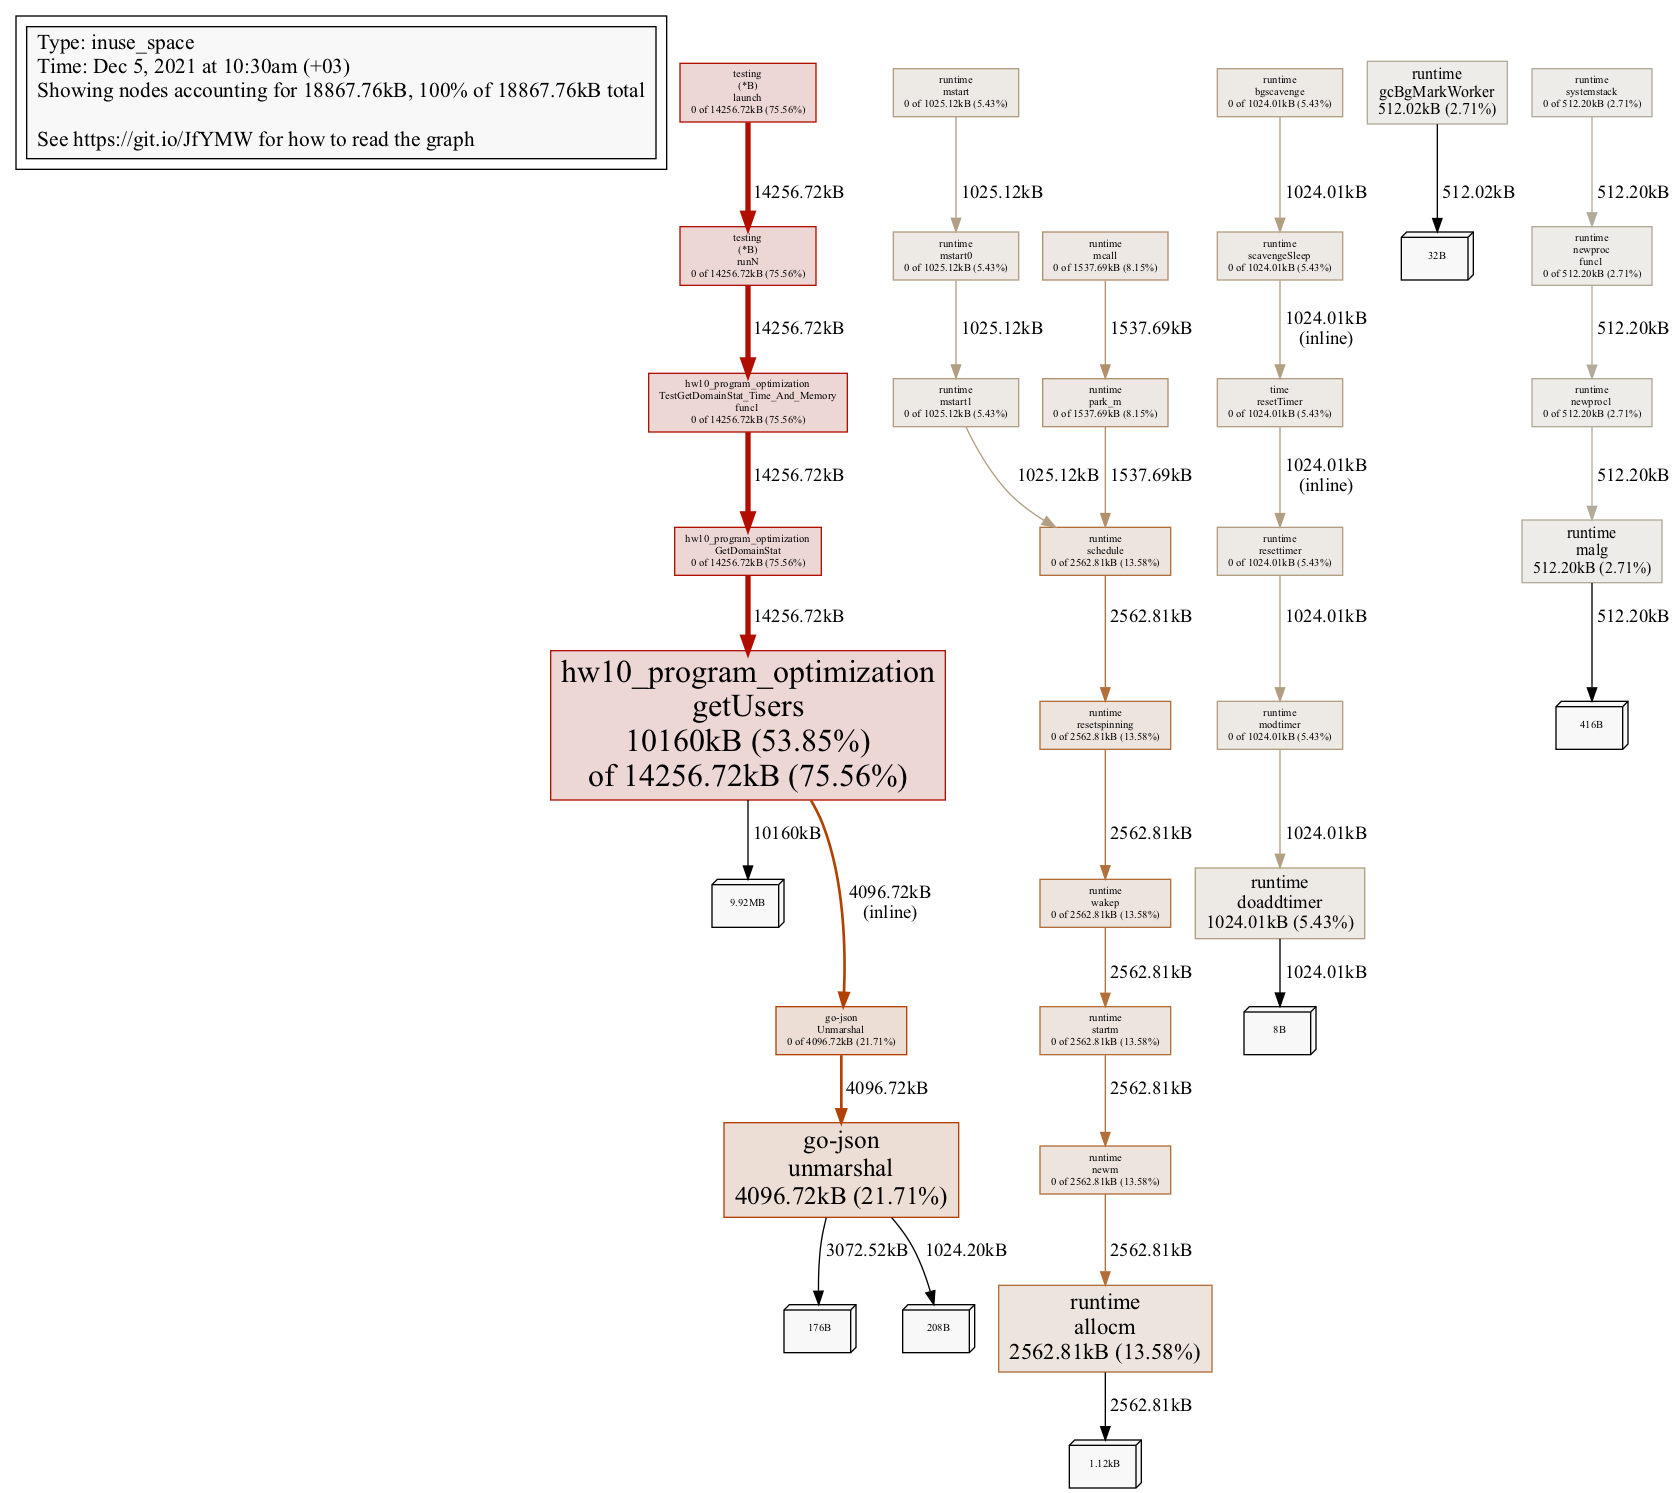 Type: inuse_space
Time: Dec 5, 2021 at 10:30am (+03)
Showing nodes accounting for 18867.76kB, 100% of 18867.76kB total
See https://git.io/JfYMW for how to read the graph
testing
(*B)
launch
0 of 14256.72kB (75.56%)
14256.72kB
testing
(*B)
runN
0 of 14256.72kB (75.56%)
14256.72kB
hw10_program_optimization
TestGetDomainStat_Time_And_Memory
func1
0 of 14256.72kB (75.56%)
14256.72kB
hw10_program_optimization
GetDomainStat
0 of 14256.72kB (75.56%)
14256.72kB
hw10_program_optimization
getUsers
10160kB (53.85%)
of 14256.72kB (75.56%)
10160kB
9.92MB
4096.72kB
(inline)
go-json
Unmarshal
0 of 4096.72kB (21.71%)
4096.72kB
go-json
unmarshal
4096.72kB (21.71%)
3072.52kB
1024.20kB
176B
208B
runtime
mstart
0 of 1025.12kB (5.43%)
1025.12kB
runtime
mstart0
0 of 1025.12kB (5.43%)
1025.12kB
runtime
mstart1
0 of 1025.12kB (5.43%)
1025.12kB
runtime
mcall
0 of 1537.69kB (8.15%)
1537.69kB
runtime
park_m
0 of 1537.69kB (8.15%)
1537.69kB
runtime
schedule
0 of 2562.81kB (13.58%)
2562.81kB
runtime
resetspinning
0 of 2562.81kB (13.58%)
2562.81kB
runtime
wakep
0 of 2562.81kB (13.58%)
2562.81kB
runtime
startm
0 of 2562.81kB (13.58%)
2562.81kB
runtime
newm
0 of 2562.81kB (13.58%)
2562.81kB
runtime
allocm
2562.81kB (13.58%)
2562.81kB
1.12kB
runtime
bgscavenge
0 of 1024.01kB (5.43%)
1024.01kB
runtime
scavengeSleep
0 of 1024.01kB (5.43%)
1024.01kB
(inline)
time
resetTimer
0 of 1024.01kB (5.43%)
1024.01kB
(inline)
runtime
resettimer
0 of 1024.01kB (5.43%)
1024.01kB
runtime
modtimer
0 of 1024.01kB (5.43%)
1024.01kB
runtime
doaddtimer
1024.01kB (5.43%)
1024.01kB
8B
runtime
gcBgMarkWorker
512.02kB (2.71%)
512.02kB
32B
runtime
systemstack
0 of 512.20kB (2.71%)
512.20kB
runtime
newproc
func1
0 of 512.20kB (2.71%)
512.20kB
runtime
newproc1
0 of 512.20kB (2.71%)
512.20kB
runtime
malg
512.20kB (2.71%)
512.20kB
416B